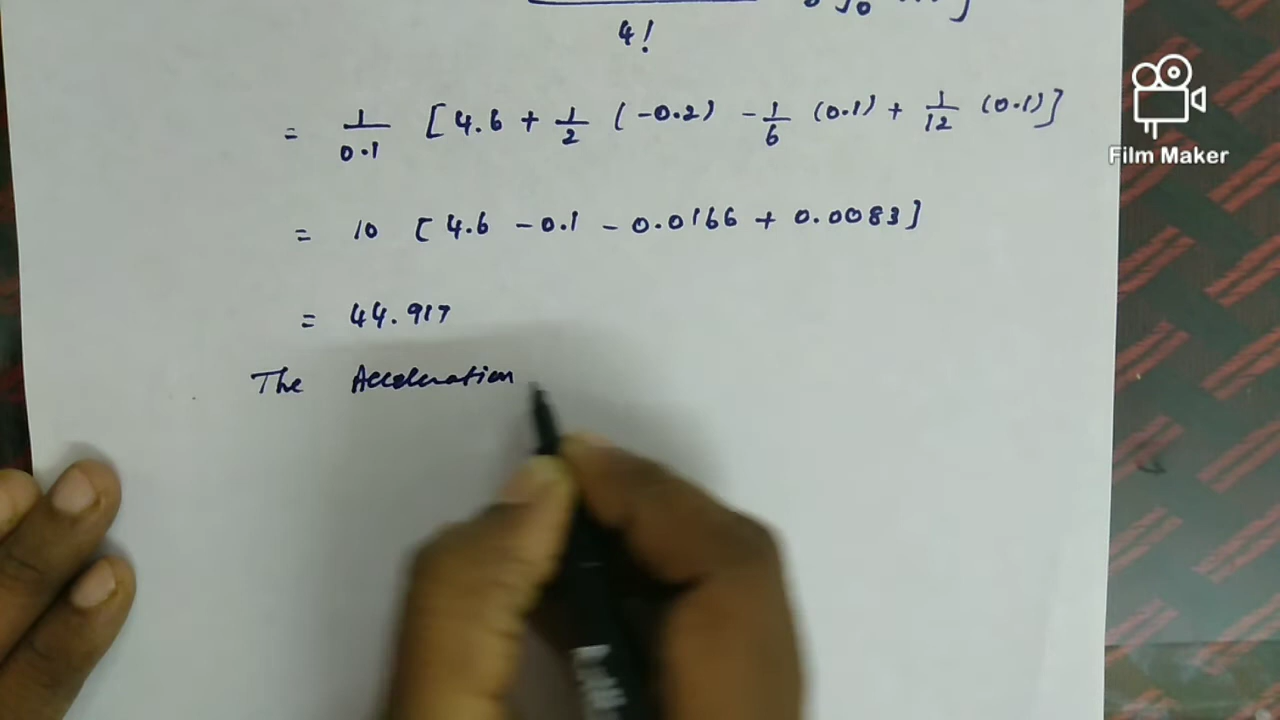 4!
= 1/0.1 [4.6 + 1/2 (-0.2) - 1/6 (0.1) + 1/12 (0.1)]
= 10 [4.6 - 0.1 - 0.0166 + 0.0083]
= 44.917
The Acceleration
Film Maker